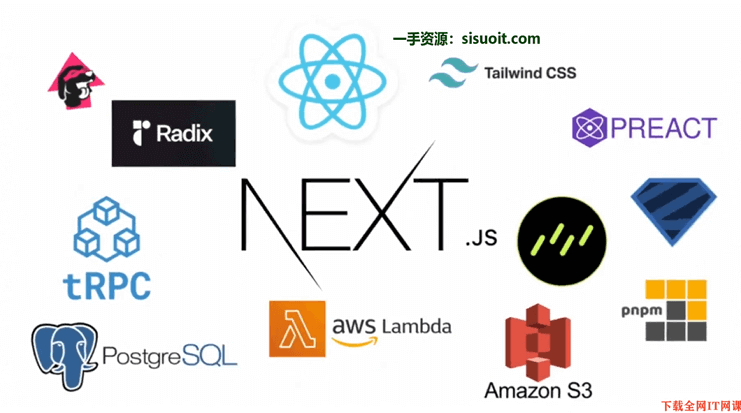 一手资源：sisuoit.com
Tailwind CSS
Radix
PREACT
NEXT.JS
tRPC
pnpm
aws Lambda
PostgreSQL
Amazon S3
下载全网IT网课